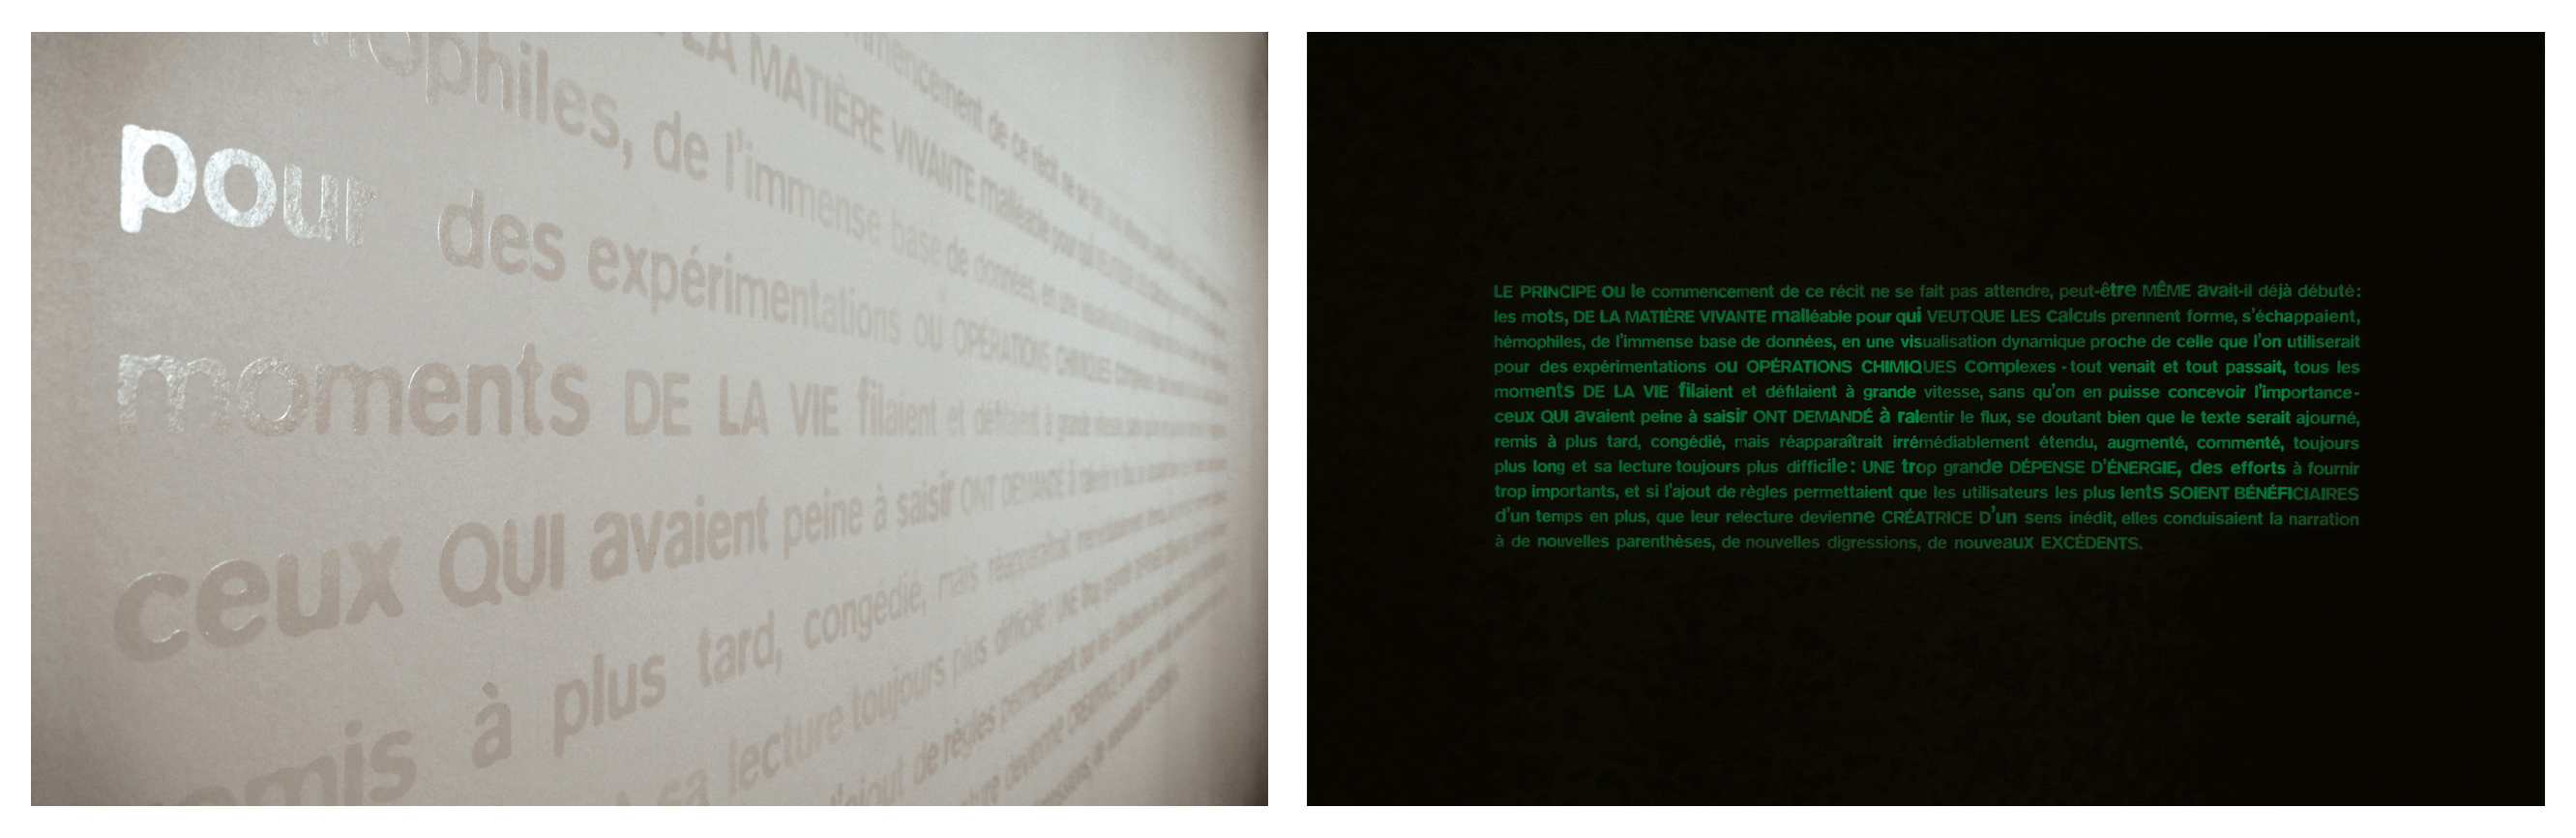 ophiles, de l'immense base de données, en une
LA MATIÈRE VIVANTE malléable pour qui
commencement de ce récit ne se fait pas
pour des expérimentations OU OPÉRATIONS CHIMIQUES
moments DE LA VIE filaient et défilaient à grande vitesse,
ceux QUI avaient peine à saisir ONT DEMANDÉ à
remis à plus tard, congédié, mais réapparaîtrait
sa lecture toujours plus difficile : UNE trop
l'ajout de règles permettaient que les
LE PRINCIPE OU le commencement de ce récit ne se fait pas attendre, peut-être MÊME avait-il déjà débuté :
les mots, DE LA MATIÈRE VIVANTE malléable pour qui VEUT QUE LES calculs prennent forme, s'échappaient,
hémophiles, de l'immense base de données, en une visualisation dynamique proche de celle que l'on utiliserait
pour des expérimentations OU OPÉRATIONS CHIMIQUES complexes - tout venait et tout passait, tous les
moments DE LA VIE filaient et défilaient à grande vitesse, sans qu'on en puisse concevoir l'importance -
ceux QUI avaient peine à saisir ONT DEMANDÉ à ralentir le flux, se doutant bien que le texte serait ajourné,
remis à plus tard, congédié, mais réapparaîtrait irrémédiablement étendu, augmenté, commenté, toujours
plus long et sa lecture toujours plus difficile : UNE trop grande DÉPENSE D'ÉNERGIE, des efforts à fournir
trop importants, et si l'ajout de règles permettaient que les utilisateurs les plus lents SOIENT BÉNÉFICIAIRES
d'un temps en plus, que leur relecture devienne CRÉATRICE D'un sens inédit, elles conduisaient la narration
à de nouvelles parenthèses, de nouvelles digressions, de nouveaux EXCÉDENTS.